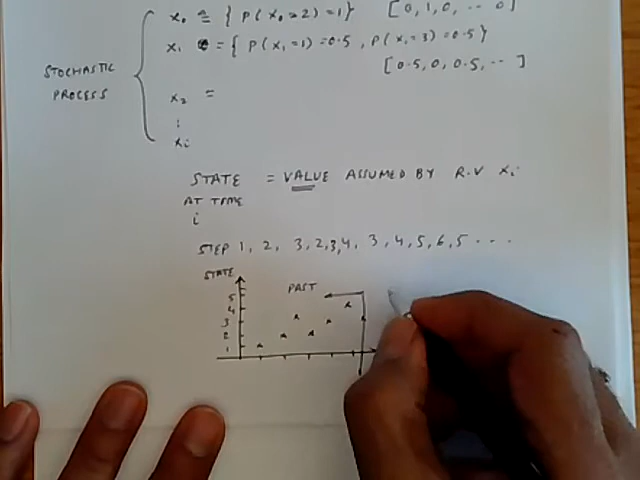 X₀ ≙ { P(X₀=2) = 1 } [0, 1, 0, ... 0]
X₁ = { P(X₁=1) = 0.5 , P(X₁=3) = 0.5 }
[0.5, 0, 0.5, ... ]
STOCHASTIC PROCESS
X₂ =
⋮
Xᵢ
STATE = VALUE ASSUMED BY R.V Xᵢ
AT TIME
i
STEP 1, 2, 3, 2, 3, 4, 3, 4, 5, 6, 5 ...
STATE
PAST
5
4
3
2
1